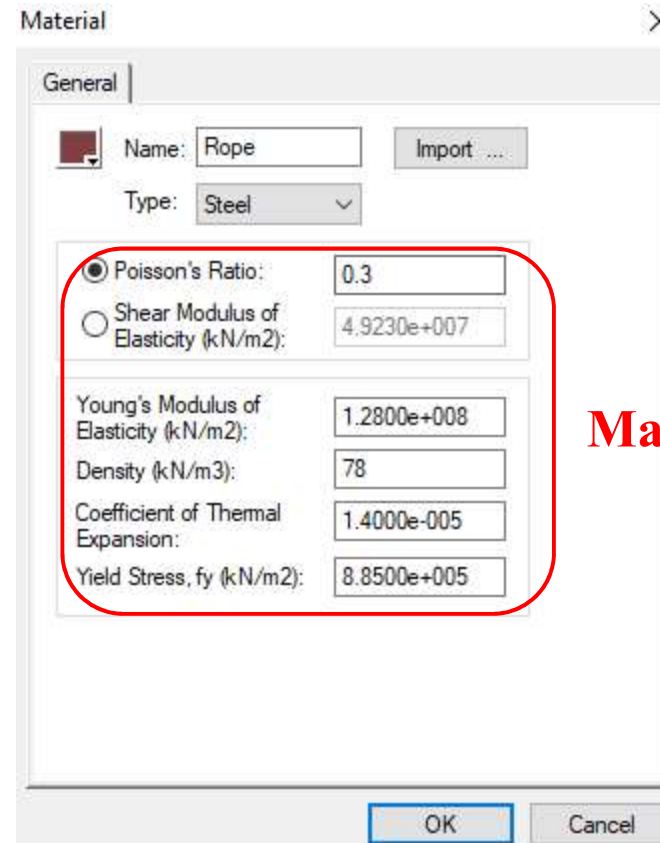 Material
General
Name: Rope Import ...
Type: Steel
Poisson's Ratio: 0.3
Shear Modulus of
Elasticity (kN/m2): 4.9230e+007
Young's Modulus of
Elasticity (kN/m2): 1.2800e+008
Ma
Density (kN/m3): 78
Coefficient of Thermal
Expansion: 1.4000e-005
Yield Stress, fy (kN/m2): 8.8500e+005
OK Cancel